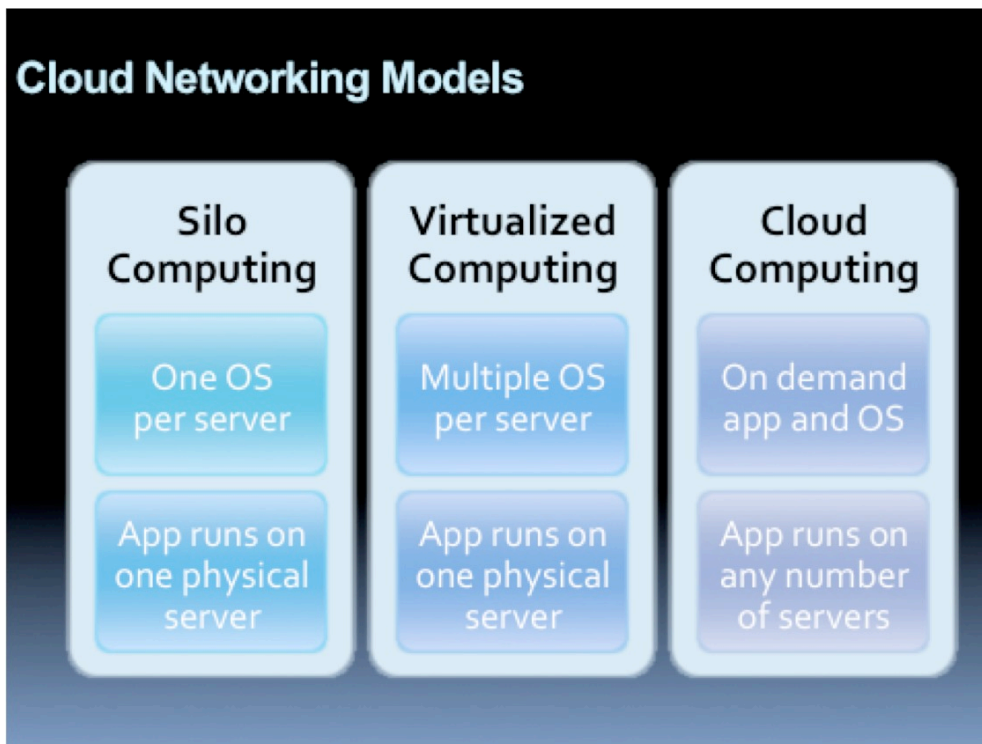 Cloud Networking Models
Silo
Computing
One OS
per server
App runs on
one physical
server
Virtualized
Computing
Multiple OS
per server
App runs on
one physical
server
Cloud
Computing
On demand
app and OS
App runs on
any number
of servers